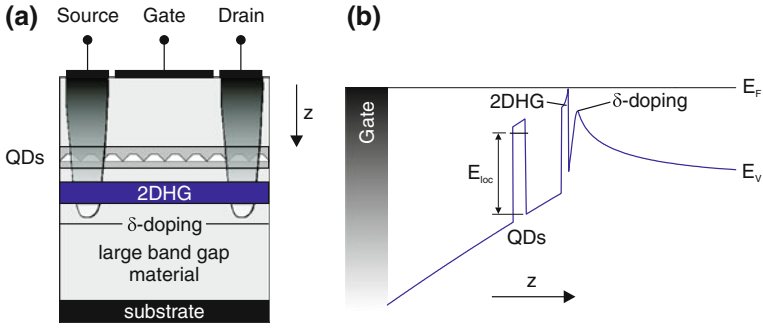 (a)
Source Gate Drain
z
QDs
2DHG
δ-doping
large band gap
material
substrate
(b)
Gate
E_F
2DHG
δ-doping
E_loc
E_V
QDs
z